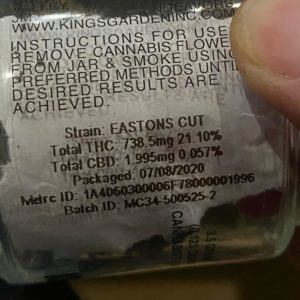 WWW.KINGSGARDENINC.COM
INSTRUCTIONS FOR USE
REMOVE CANNABIS FLOWE
FROM JAR & SMOKE USING
PREFERRED METHODS UNTI
DESIRED RESULTS ARE
ACHIEVED.
Strain: EASTONS CUT
Total THC: 738.5mg 21.10%
Total CBD: 1.995mg 0.057%
Packaged: 07/08/2020
Metrc ID: 1A4060300006F78000001996
Batch ID: MC34-500525-2